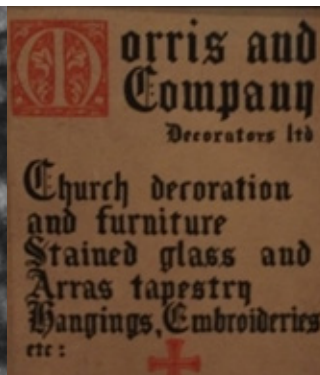 Morris and
Company
Decorators ltd
Church decoration
and furniture
Stained glass and
Arras tapestry
Hangings, Embroideries
etc: